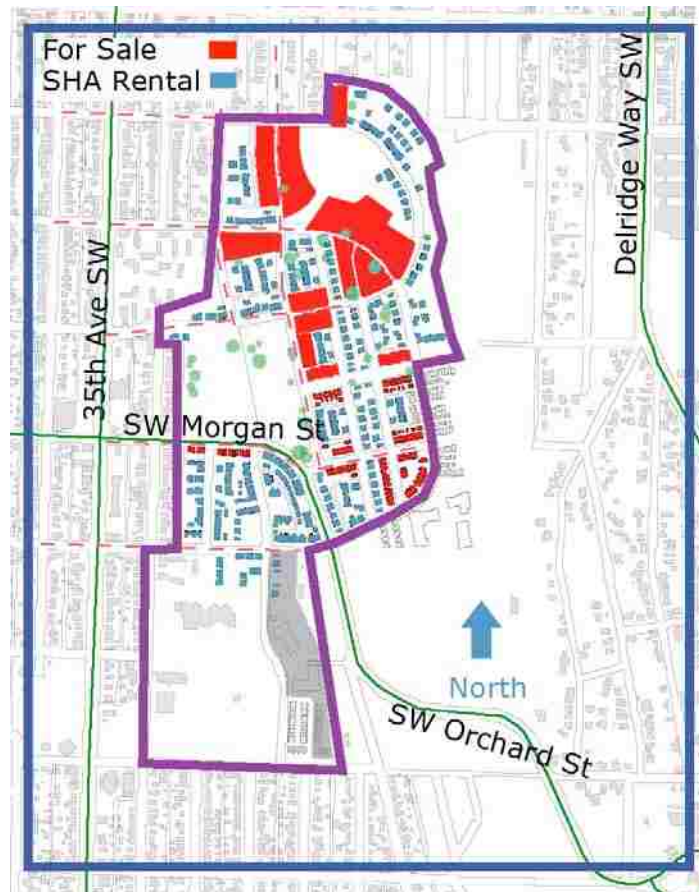 For Sale
SHA Rental
Delridge Way SW
35th Ave SW
SW Morgan St
North
SW Orchard St